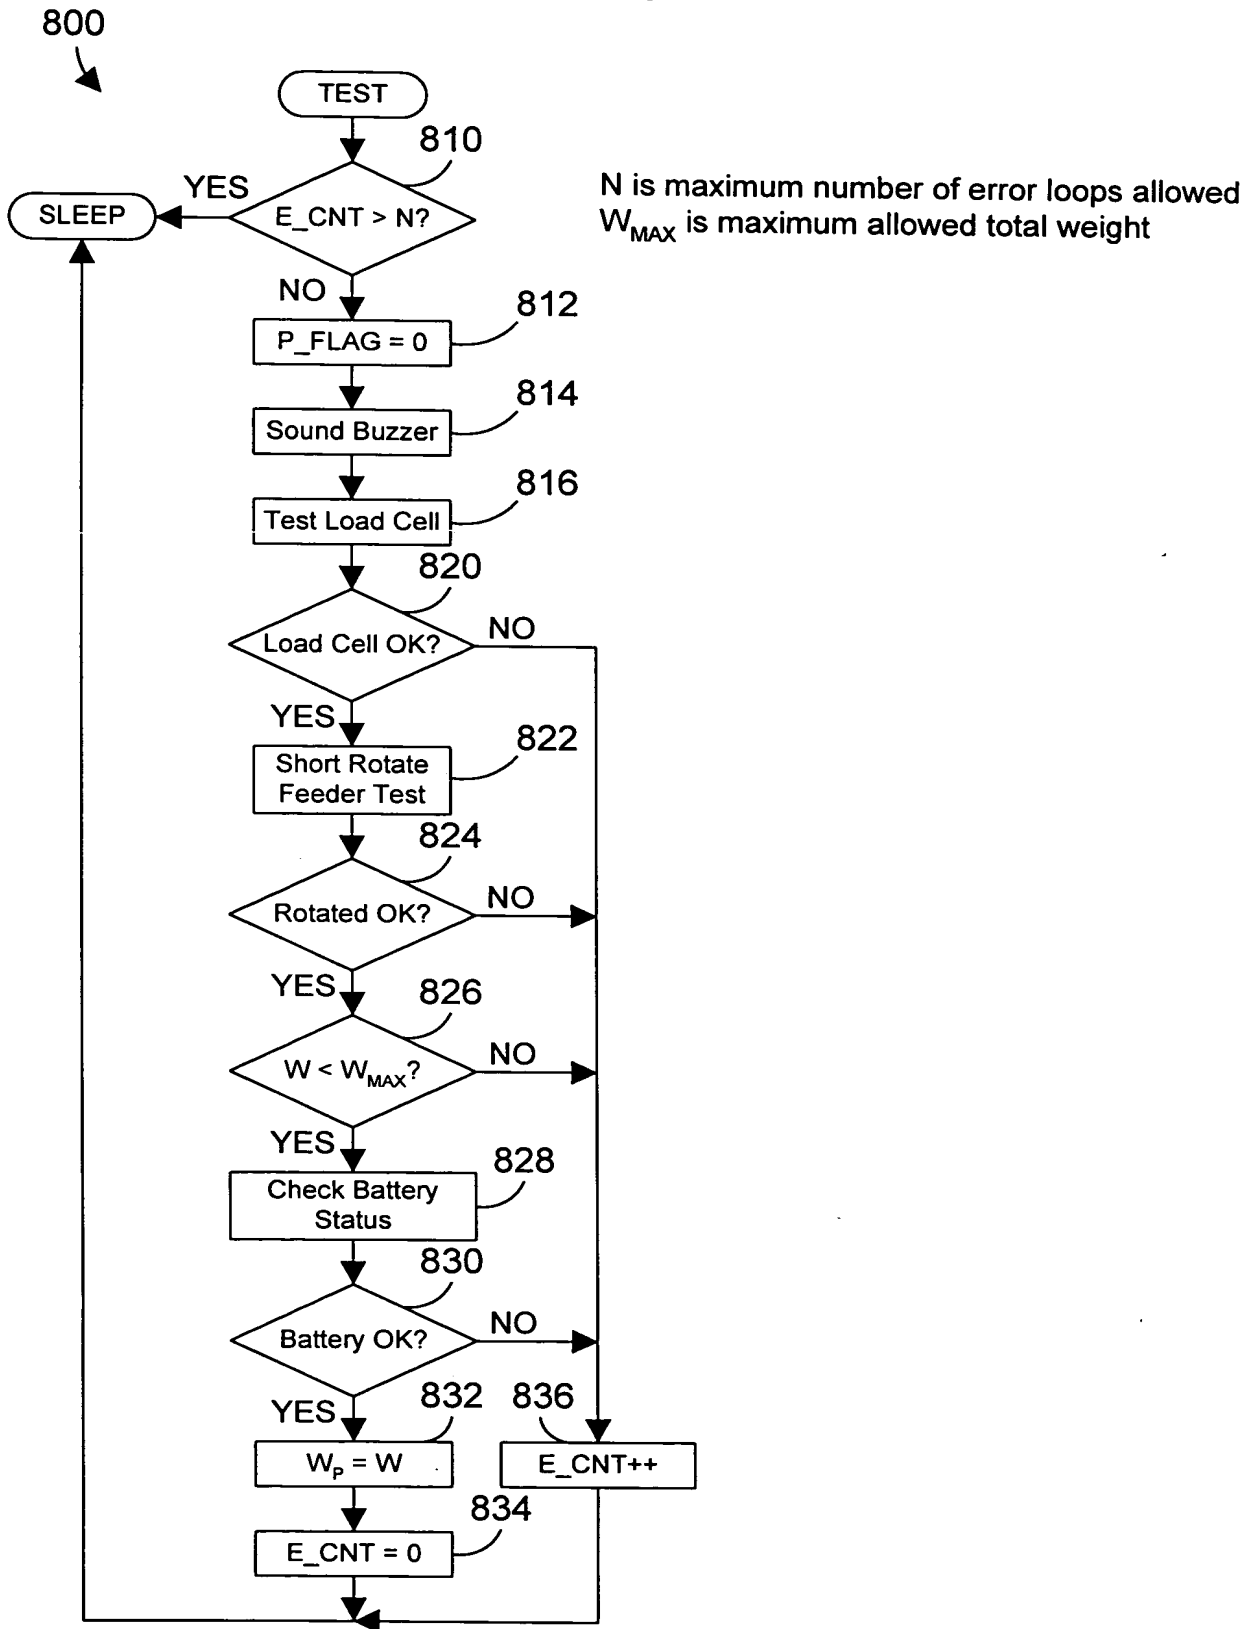 800
TEST
810
YES
SLEEP
E_CNT > N?
N is maximum number of error loops allowed
W_MAX is maximum allowed total weight
NO
812
P_FLAG = 0
814
Sound Buzzer
816
Test Load Cell
820
Load Cell OK?
NO
YES
822
Short Rotate
Feeder Test
824
Rotated OK?
NO
YES
826
W < W_MAX?
NO
YES
828
Check Battery
Status
830
Battery OK?
NO
YES
832
836
W_P = W
E_CNT++
834
E_CNT = 0